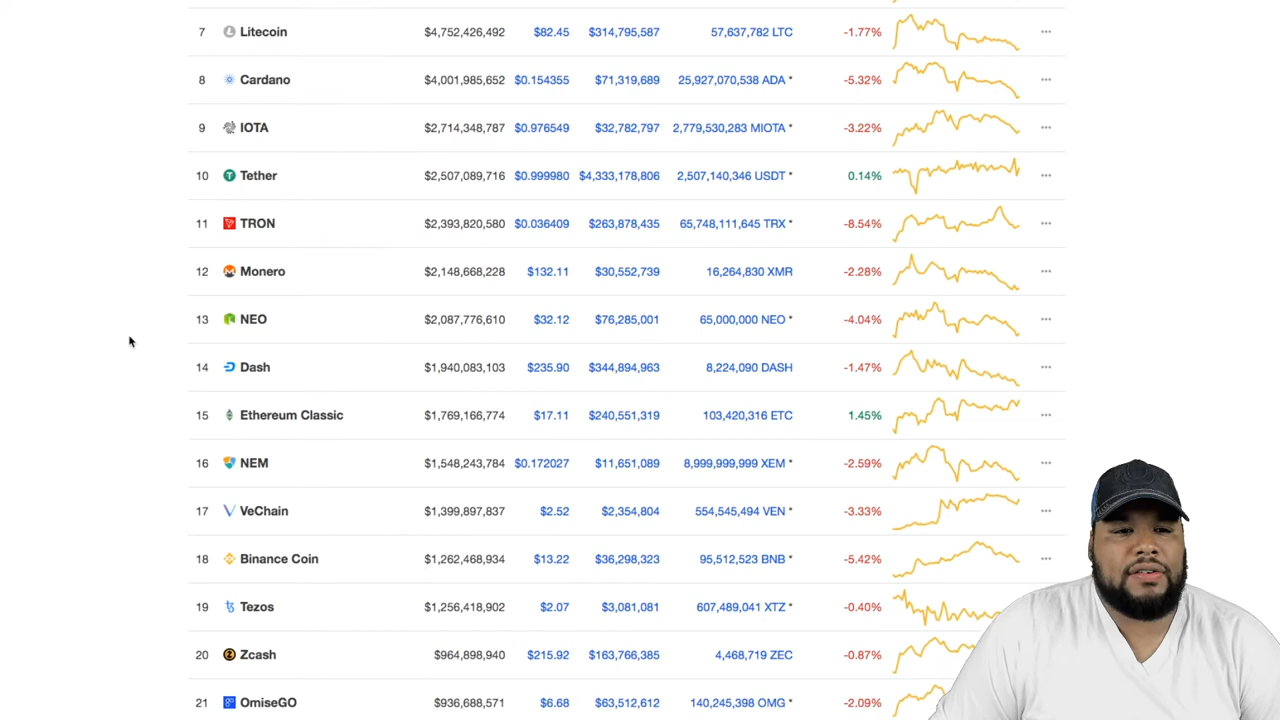 7 Litecoin $4,752,426,492 $82.45 $314,795,587 57,637,782 LTC -1.77%
8 Cardano $4,001,985,652 $0.154355 $71,319,689 25,927,070,538 ADA * -5.32%
9 IOTA $2,714,348,787 $0.976549 $32,782,797 2,779,530,283 MIOTA * -3.22%
10 Tether $2,507,089,716 $0.999980 $4,333,178,806 2,507,140,346 USDT * 0.14%
11 TRON $2,393,820,580 $0.036409 $263,878,435 65,748,111,645 TRX * -8.54%
12 Monero $2,148,668,228 $132.11 $30,552,739 16,264,830 XMR -2.28%
13 NEO $2,087,776,610 $32.12 $76,285,001 65,000,000 NEO * -4.04%
14 Dash $1,940,083,103 $235.90 $344,894,963 8,224,090 DASH -1.47%
15 Ethereum Classic $1,769,166,774 $17.11 $240,551,319 103,420,316 ETC 1.45%
16 NEM $1,548,243,784 $0.172027 $11,651,089 8,999,999,999 XEM * -2.59%
17 VeChain $1,399,897,837 $2.52 $2,354,804 554,545,494 VEN * -3.33%
18 Binance Coin $1,262,468,934 $13.22 $36,298,323 95,512,523 BNB * -5.42%
19 Tezos $1,256,418,902 $2.07 $3,081,081 607,489,041 XTZ * -0.40%
20 Zcash $964,898,940 $215.92 $163,766,385 4,468,719 ZEC -0.87%
21 OmiseGO $936,688,571 $6.68 $63,512,612 140,245,398 OMG * -2.09%